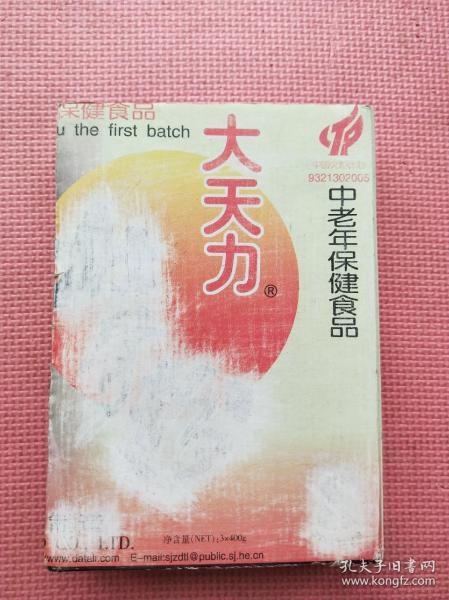 保健食品
u the first batch
大天力®
9321302005
中老年保健食品
CO., LTD.
净含量(NET):3×400g
www.datali.com E-mail:sjzdtl@public.sj.he.cn
孔夫子旧书网
www.kongfz.com